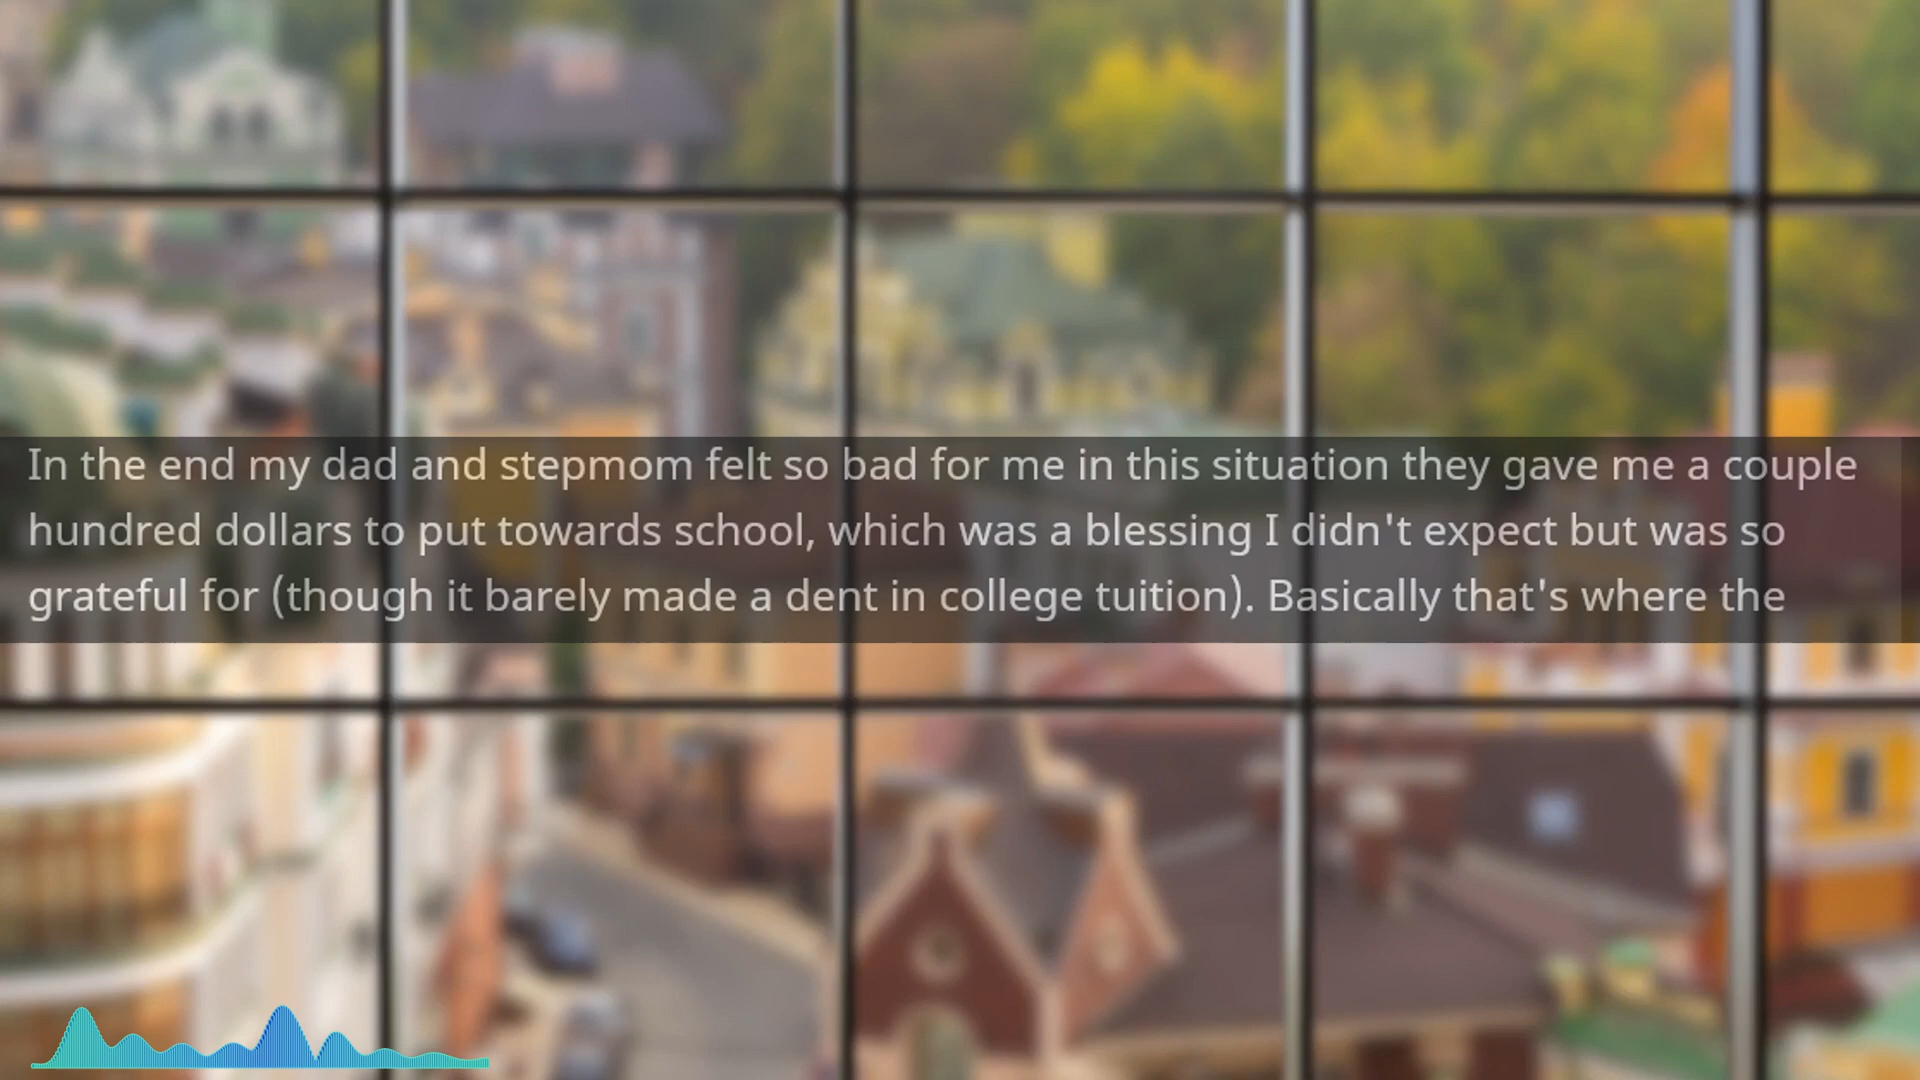 In the end my dad and stepmom felt so bad for me in this situation they gave me a couple
hundred dollars to put towards school, which was a blessing I didn't expect but was so
grateful for (though it barely made a dent in college tuition). Basically that's where the